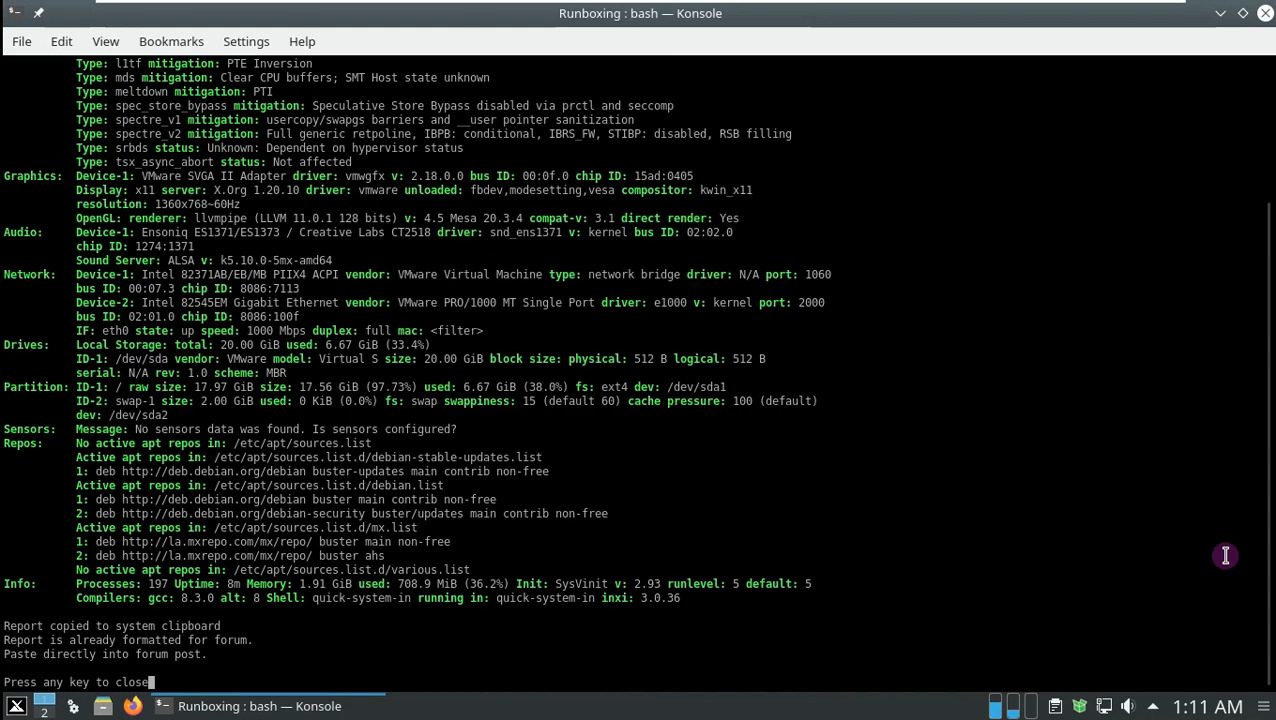 Runboxing : bash — Konsole
File Edit View Bookmarks Settings Help
Type: l1tf mitigation: PTE Inversion
Type: mds mitigation: Clear CPU buffers; SMT Host state unknown
Type: meltdown mitigation: PTI
Type: spec_store_bypass mitigation: Speculative Store Bypass disabled via prctl and seccomp
Type: spectre_v1 mitigation: usercopy/swapgs barriers and __user pointer sanitization
Type: spectre_v2 mitigation: Full generic retpoline, IBPB: conditional, IBRS_FW, STIBP: disabled, RSB filling
Type: srbds status: Unknown: Dependent on hypervisor status
Type: tsx_async_abort status: Not affected
Graphics: Device-1: VMware SVGA II Adapter driver: vmwgfx v: 2.18.0.0 bus ID: 00:0f.0 chip ID: 15ad:0405
Display: x11 server: X.Org 1.20.10 driver: vmware unloaded: fbdev,modesetting,vesa compositor: kwin_x11
resolution: 1360x768~60Hz
OpenGL: renderer: llvmpipe (LLVM 11.0.1 128 bits) v: 4.5 Mesa 20.3.4 compat-v: 3.1 direct render: Yes
Audio: Device-1: Ensoniq ES1371/ES1373 / Creative Labs CT2518 driver: snd_ens1371 v: kernel bus ID: 02:02.0
chip ID: 1274:1371
Sound Server: ALSA v: k5.10.0-5mx-amd64
Network: Device-1: Intel 82371AB/EB/MB PIIX4 ACPI vendor: VMware Virtual Machine type: network bridge driver: N/A port: 1060
bus ID: 00:07.3 chip ID: 8086:7113
Device-2: Intel 82545EM Gigabit Ethernet vendor: VMware PRO/1000 MT Single Port driver: e1000 v: kernel port: 2000
bus ID: 02:01.0 chip ID: 8086:100f
IF: eth0 state: up speed: 1000 Mbps duplex: full mac: <filter>
Drives: Local Storage: total: 20.00 GiB used: 6.67 GiB (33.4%)
ID-1: /dev/sda vendor: VMware model: Virtual S size: 20.00 GiB block size: physical: 512 B logical: 512 B
serial: N/A rev: 1.0 scheme: MBR
Partition: ID-1: / raw size: 17.97 GiB size: 17.56 GiB (97.73%) used: 6.67 GiB (38.0%) fs: ext4 dev: /dev/sda1
ID-2: swap-1 size: 2.00 GiB used: 0 KiB (0.0%) fs: swap swappiness: 15 (default 60) cache pressure: 100 (default)
dev: /dev/sda2
Sensors: Message: No sensors data was found. Is sensors configured?
Repos: No active apt repos in: /etc/apt/sources.list
Active apt repos in: /etc/apt/sources.list.d/debian-stable-updates.list
1: deb http://deb.debian.org/debian buster-updates main contrib non-free
Active apt repos in: /etc/apt/sources.list.d/debian.list
1: deb http://deb.debian.org/debian buster main contrib non-free
2: deb http://deb.debian.org/debian-security buster/updates main contrib non-free
Active apt repos in: /etc/apt/sources.list.d/mx.list
1: deb http://la.mxrepo.com/mx/repo/ buster main non-free
2: deb http://la.mxrepo.com/mx/repo/ buster ahs
No active apt repos in: /etc/apt/sources.list.d/various.list
Info: Processes: 197 Uptime: 8m Memory: 1.91 GiB used: 708.9 MiB (36.2%) Init: SysVinit v: 2.93 runlevel: 5 default: 5
Compilers: gcc: 8.3.0 alt: 8 Shell: quick-system-in running in: quick-system-in inxi: 3.0.36
Report copied to system clipboard
Report is already formatted for forum.
Paste directly into forum post.
Press any key to close
1
2
Runboxing : bash — Konsole
1:11 AM